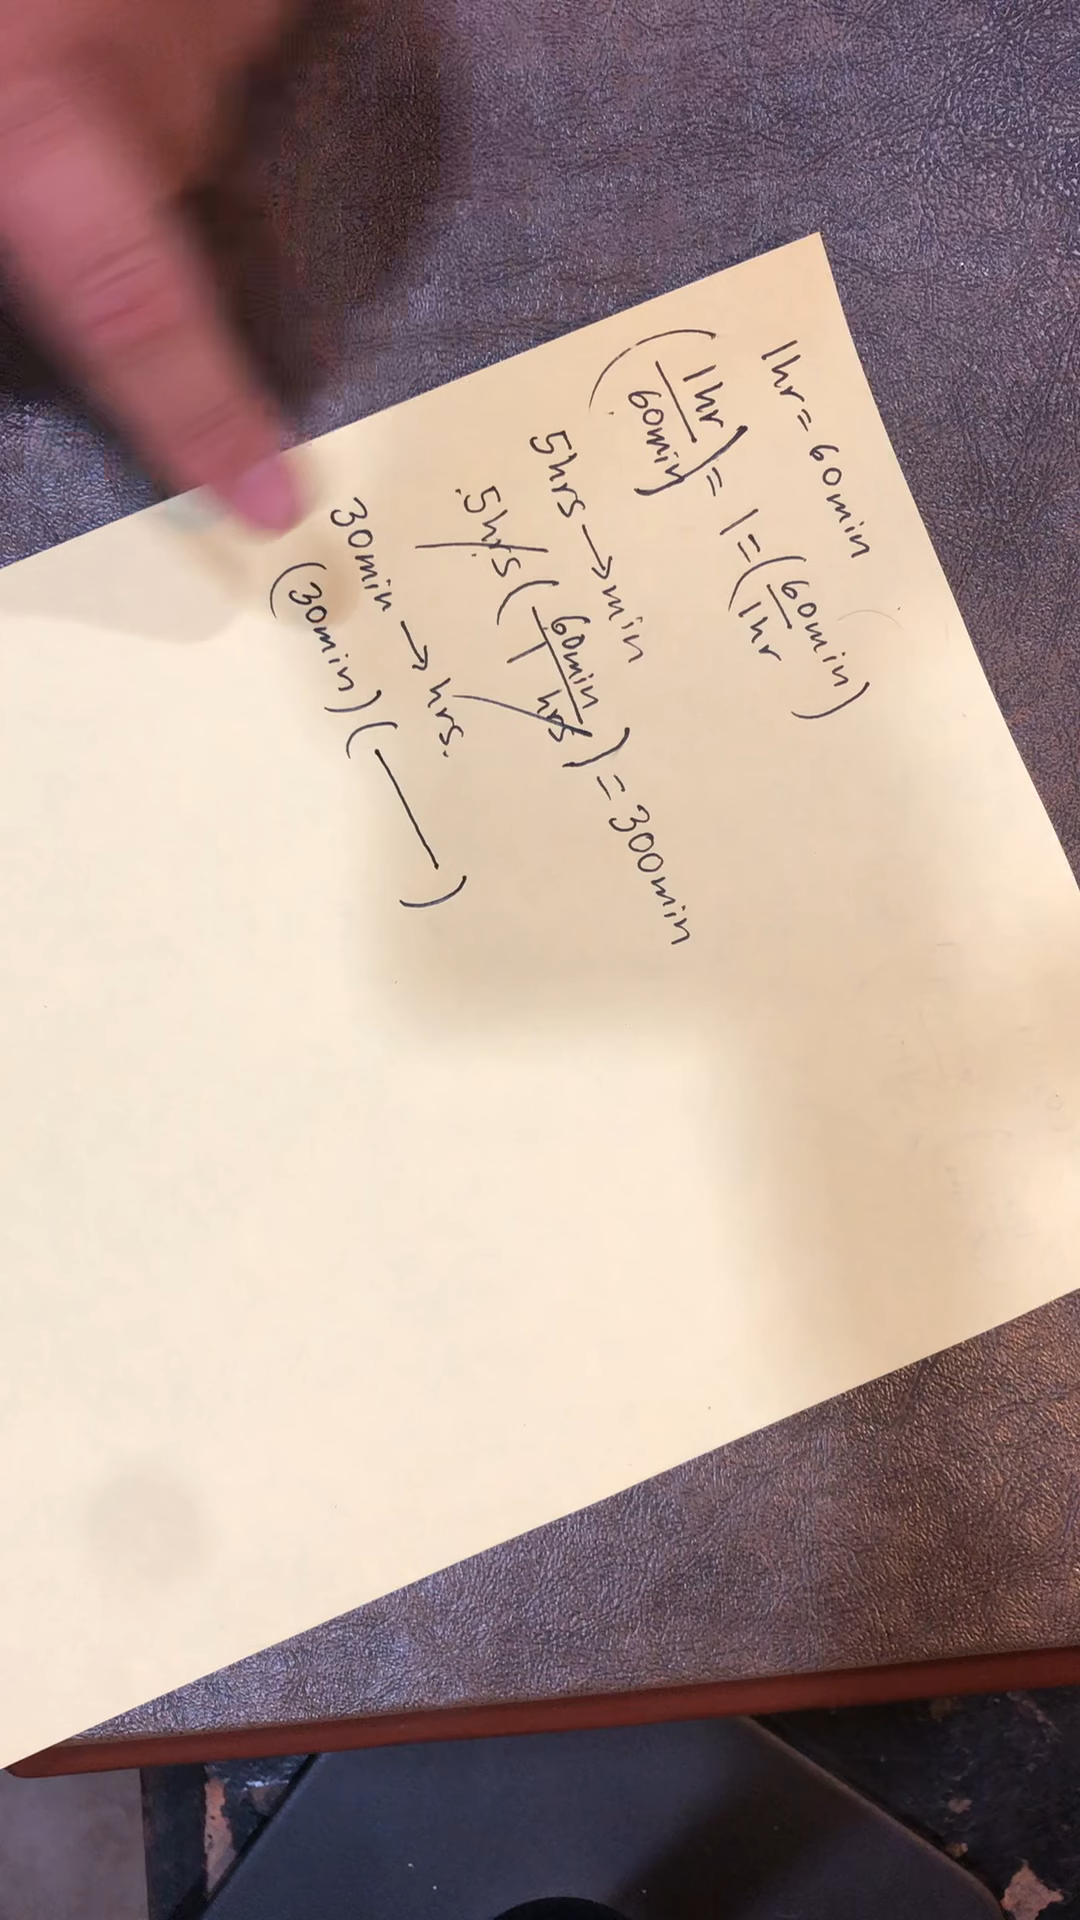 1hr = 60min
(1hr/60min) = 1 = (60min/1hr)
5hrs → min
5hrs (60min/1hrs) = 300min
30min → hrs.
(30min) (—)